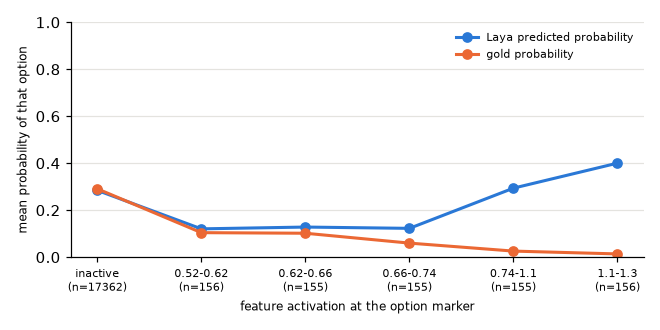 mean probability of that option
1.0
0.8
0.6
0.4
0.2
0.0
Laya predicted probability
gold probability
inactive
(n=17362)
0.52-0.62
(n=156)
0.62-0.66
(n=155)
0.66-0.74
(n=155)
0.74-1.1
(n=155)
1.1-1.3
(n=156)
feature activation at the option marker